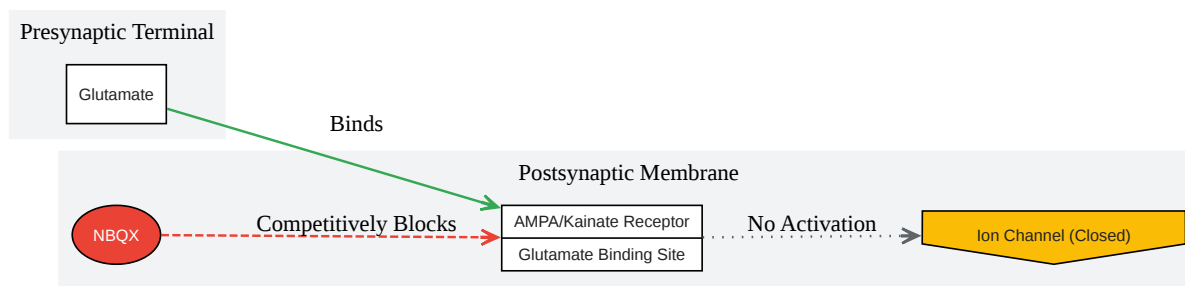 Presynaptic Terminal
Glutamate
Binds
Postsynaptic Membrane
NBQX
Competitively Blocks
AMPA/Kainate Receptor
Glutamate Binding Site
No Activation
Ion Channel (Closed)